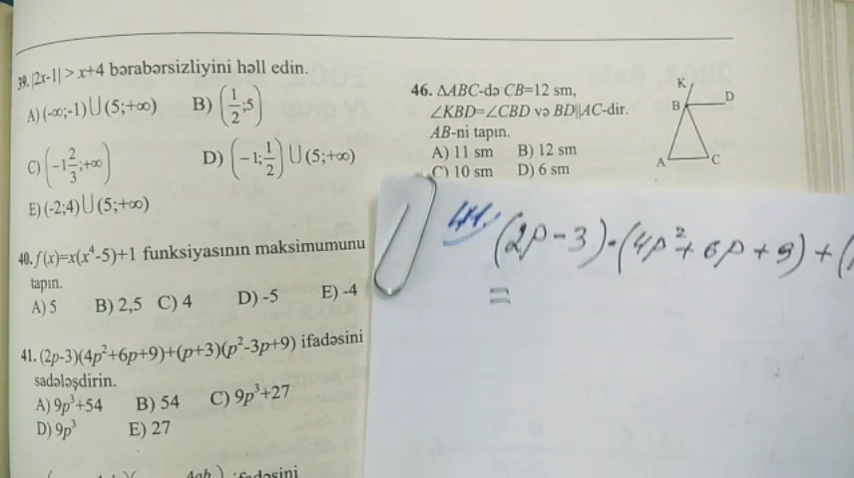 39. |2x-1| > x+4 bərabərsizliyini həll edin.
A) (-∞;-1)⋃(5;+∞) B) (1/2;5)
C) (-1 2/3;+∞) D) (-1;1/2)⋃(5;+∞)
E) (-2;4)⋃(5;+∞)
40. f(x)=x(x⁴-5)+1 funksiyasının maksimumunu
tapın.
A) 5 B) 2,5 C) 4 D) -5 E) -4
41. (2p-3)(4p²+6p+9)+(p+3)(p²-3p+9) ifadəsini
sadələşdirin.
A) 9p³+54 B) 54 C) 9p³+27
D) 9p³ E) 27
46. ΔABC-də CB=12 sm,
∠KBD=∠CBD və BD||AC-dir.
AB-ni tapın.
A) 11 sm B) 12 sm
C) 10 sm D) 6 sm
K
B D
A C
41. (2p-3)·(4p²+6p+9)+(
=